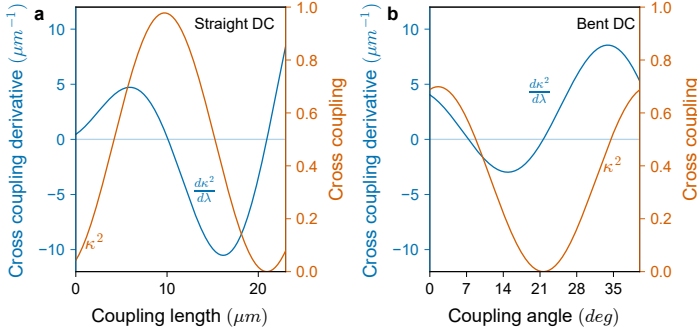 a
Straight DC
Cross coupling derivative (μm⁻¹)
10
5
0
−5
−10
0
10
20
Coupling length (μm)
1.0
0.8
0.6
0.4
0.2
0.0
Cross coupling
κ²
dκ²
dλ
b
Bent DC
Cross coupling derivative (μm⁻¹)
10
5
0
−5
−10
0
7
14
21
28
34
Coupling angle (deg)
1.0
0.8
0.6
0.4
0.2
0.0
Cross coupling
dκ²
dλ
κ²